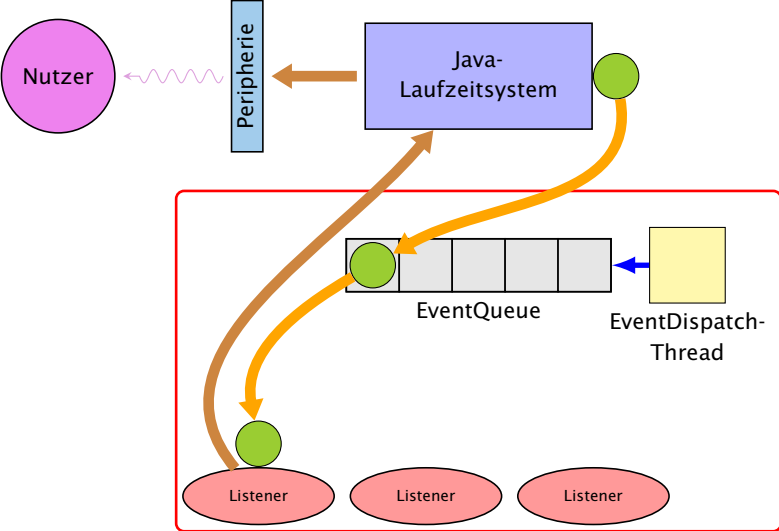 Nutzer
Peripherie
Java-
Laufzeitsystem
EventQueue
EventDispatch-
Thread
Listener
Listener
Listener